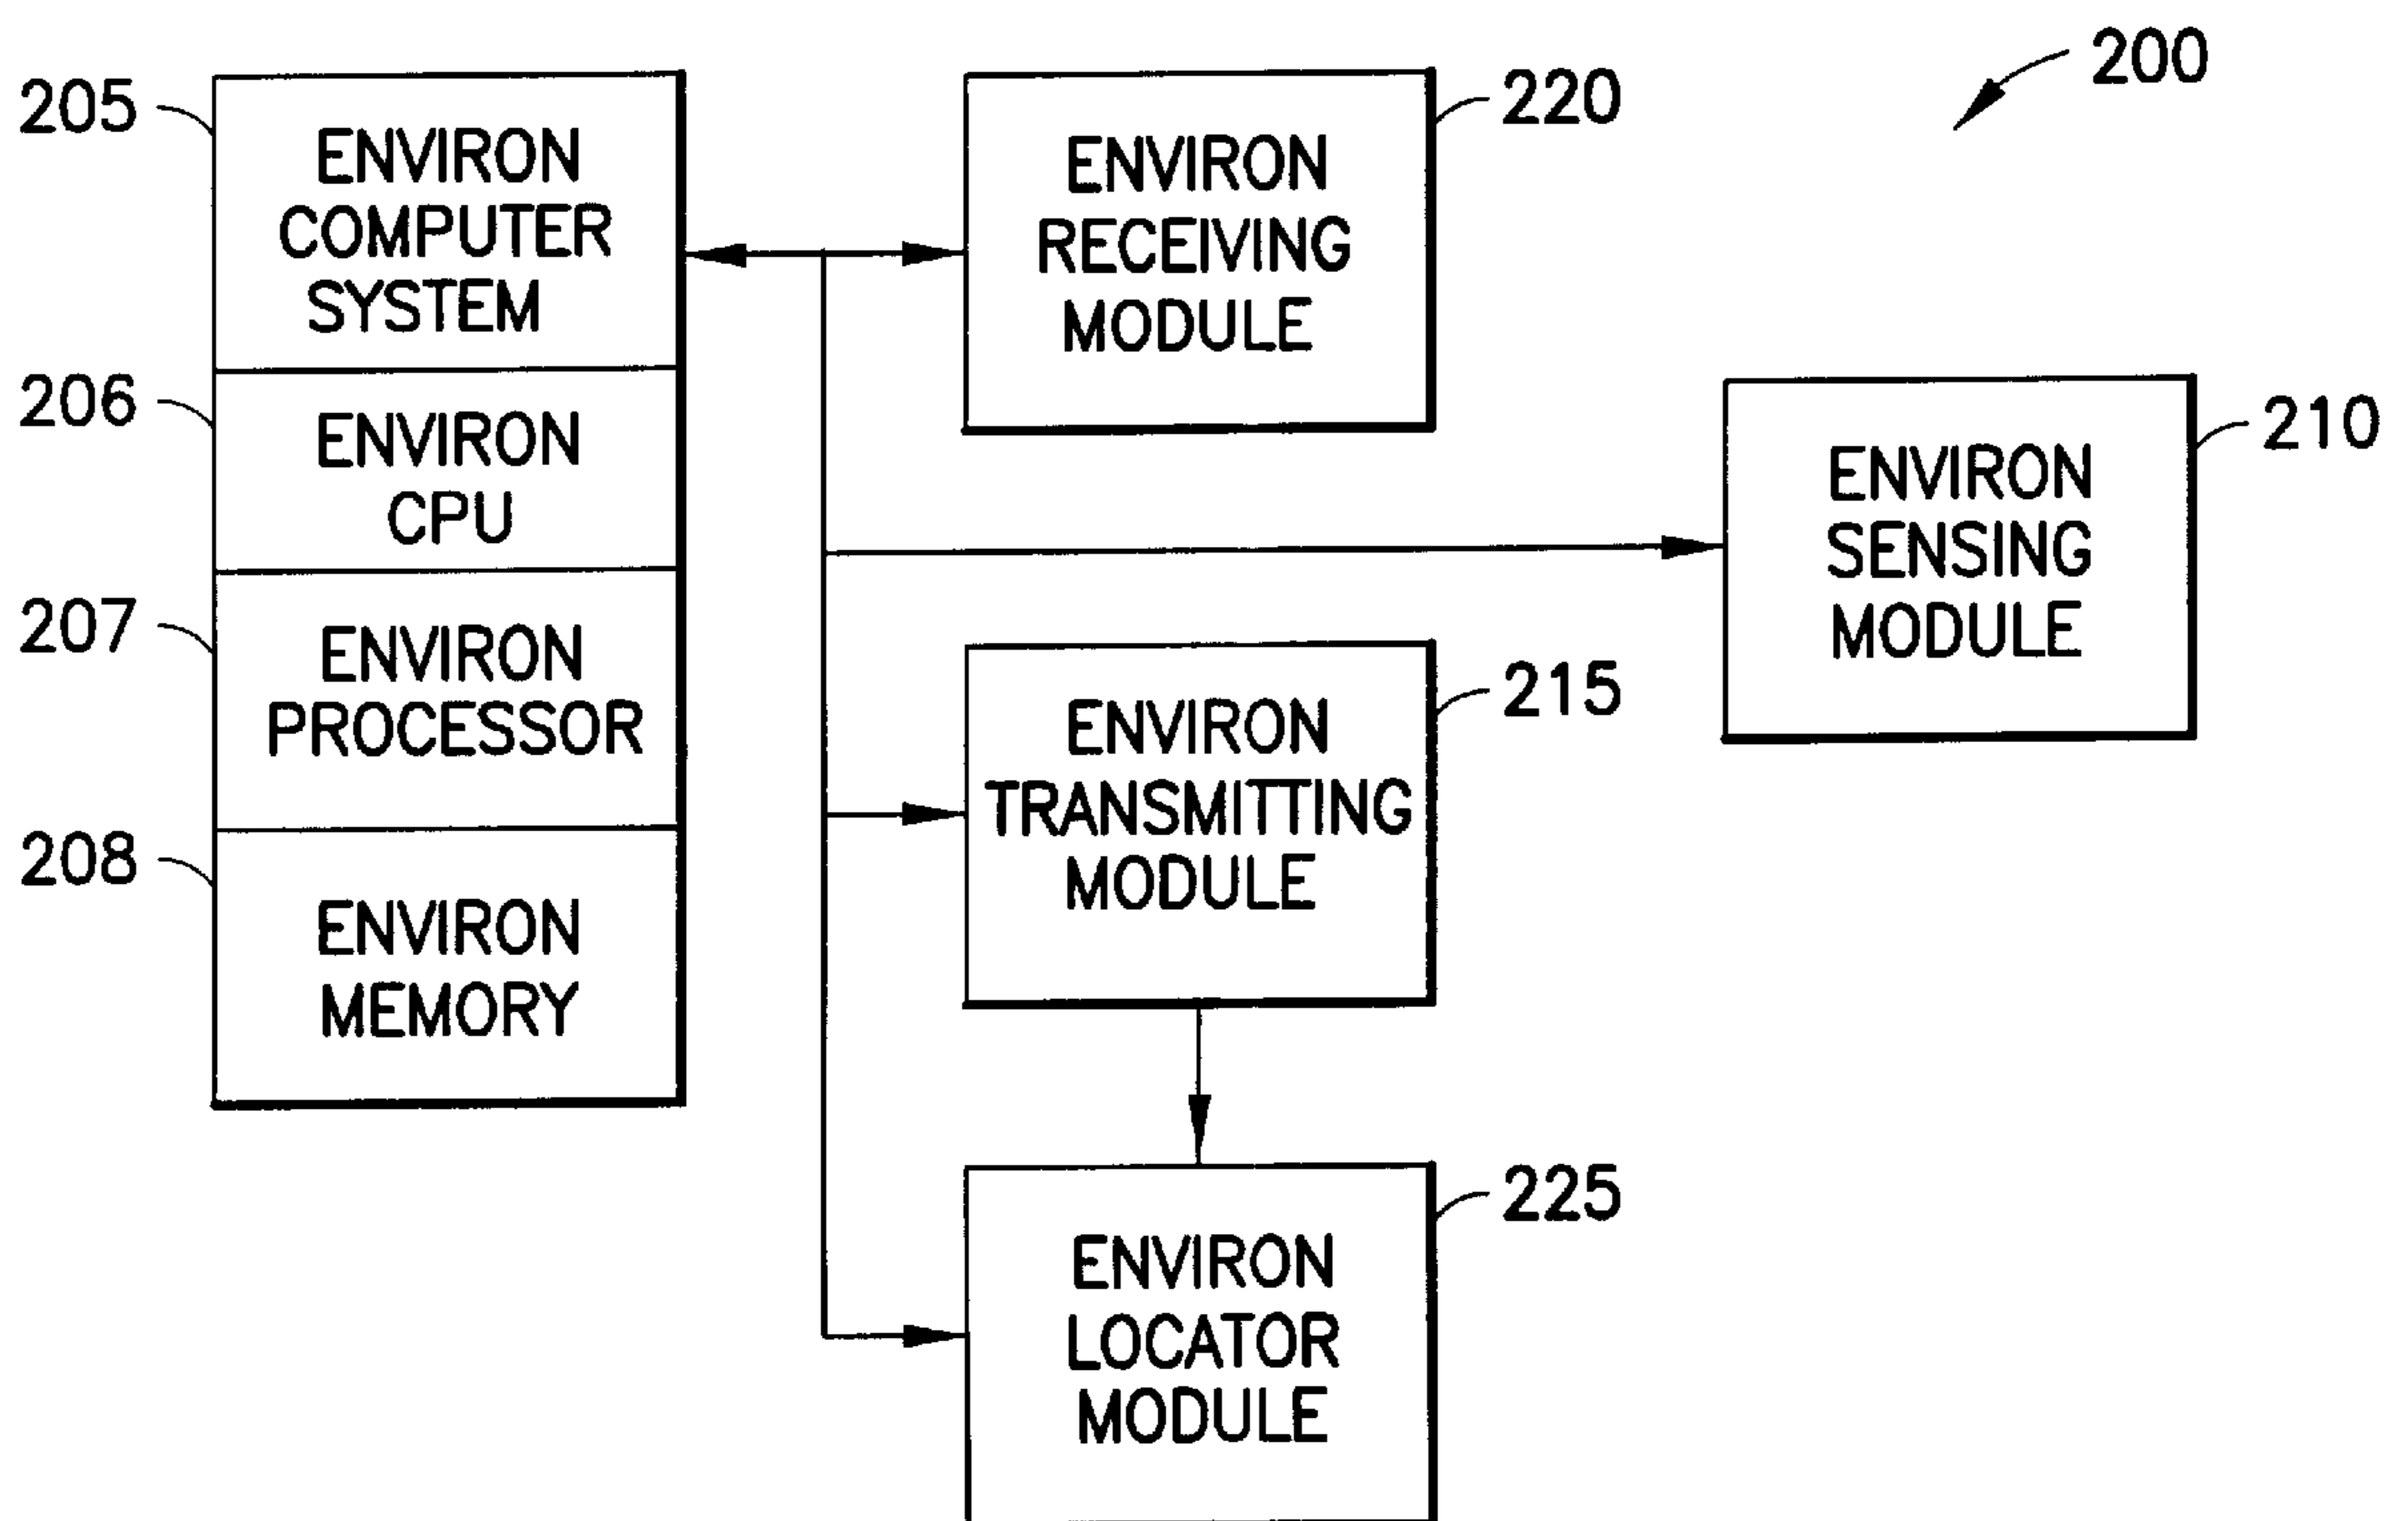 200
205
ENVIRON
COMPUTER
SYSTEM
206
ENVIRON
CPU
207
ENVIRON
PROCESSOR
208
ENVIRON
MEMORY
220
ENVIRON
RECEIVING
MODULE
210
ENVIRON
SENSING
MODULE
215
ENVIRON
TRANSMITTING
MODULE
225
ENVIRON
LOCATOR
MODULE